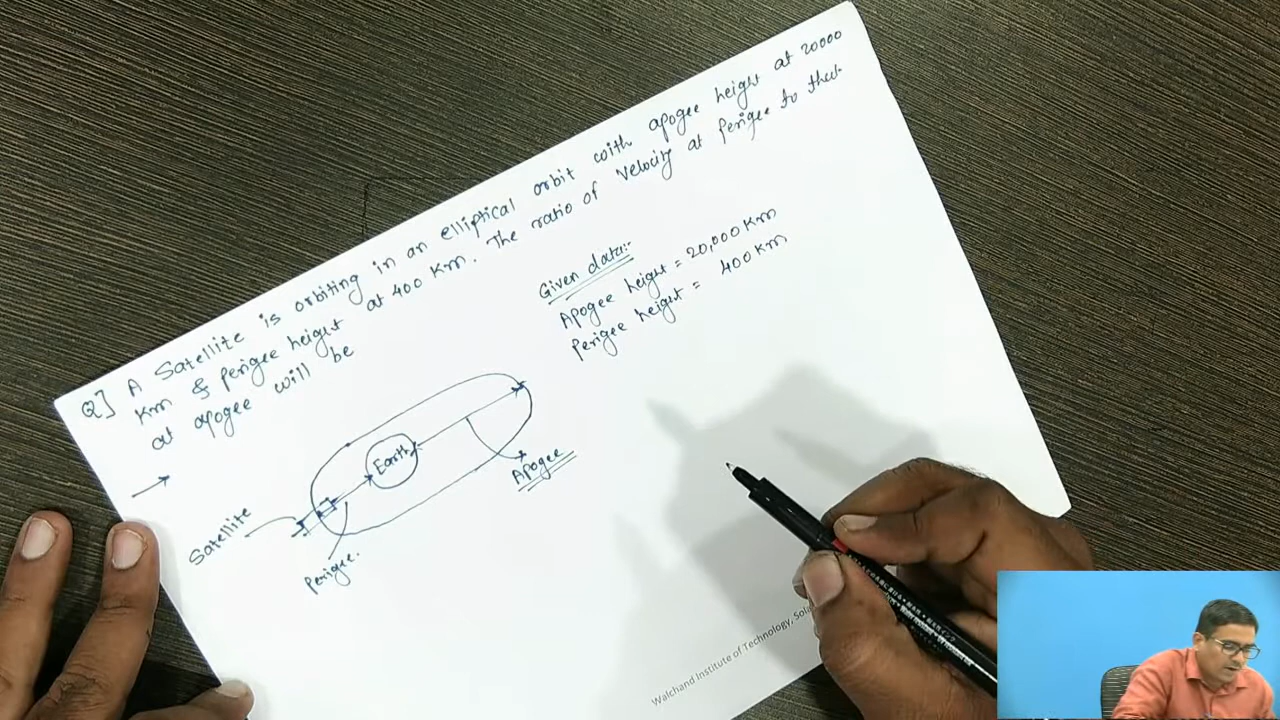 Q] A Satellite is orbiting in an elliptical orbit with apogee height at 20000
Km & perigee height at 400 Km. The ratio of velocity at perigee to that
at apogee will be
Given data:-
Apogee height = 20,000 Km
Perigee height = 400 Km
Earth
Satellite
Perigee.
Apogee
Walchand Institute of Technology,